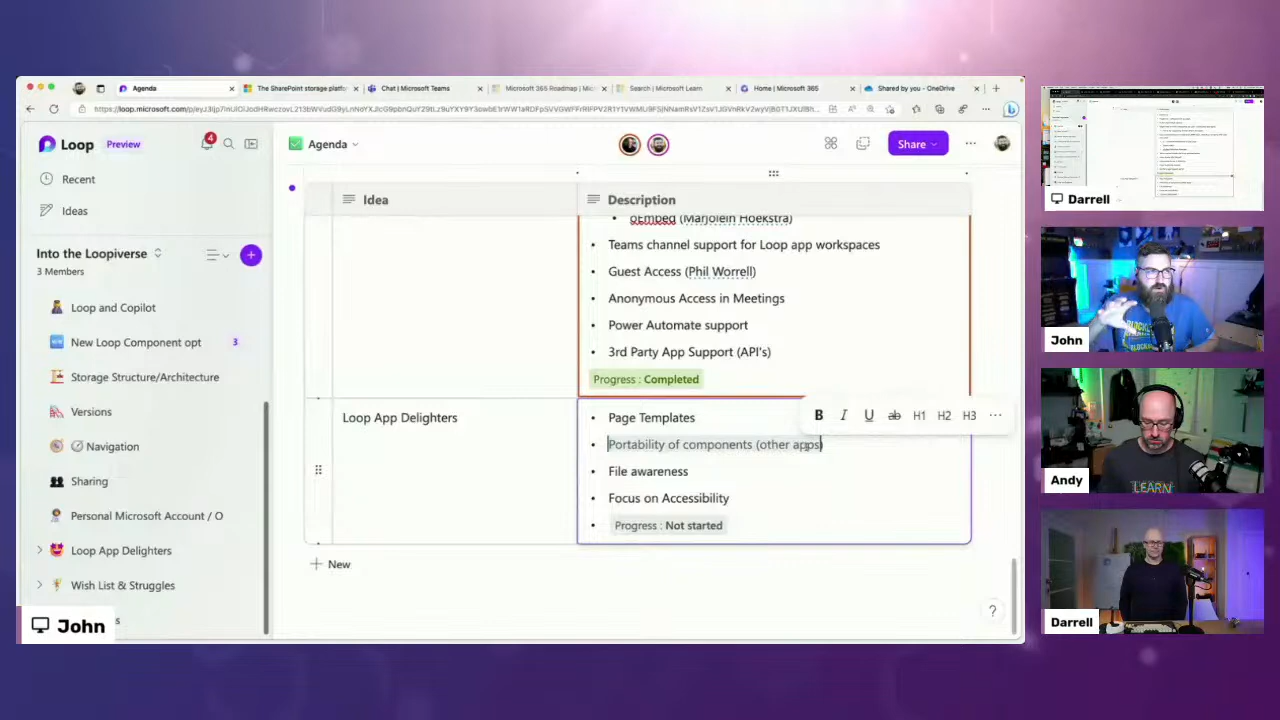 Agenda
The SharePoint storage platf
Chat | Microsoft Teams
Microsoft 365 Roadmap | Micr
Search | Microsoft Learn
Home | Microsoft 365
Shared by you - OneDrive
Loop Preview
4
Agenda
Share
Recent
Ideas
Into the Loopiverse
3 Members
Loop and Copilot
New Loop Component opt 3
Storage Structure/Architecture
Versions
Navigation
Sharing
Personal Microsoft Account / O
Loop App Delighters
Wish List & Struggles
Idea
Description
oEmbed (Marjolein Hoekstra)
Teams channel support for Loop app workspaces
Guest Access (Phil Worrell)
Anonymous Access in Meetings
Power Automate support
3rd Party App Support (API's)
Progress : Completed
Loop App Delighters
Page Templates
B I U ab H1 H2 H3 ...
Portability of components (other apps)
File awareness
Focus on Accessibility
Progress : Not started
New
?
John
Darrell
John
LEARN
Andy
Darrell